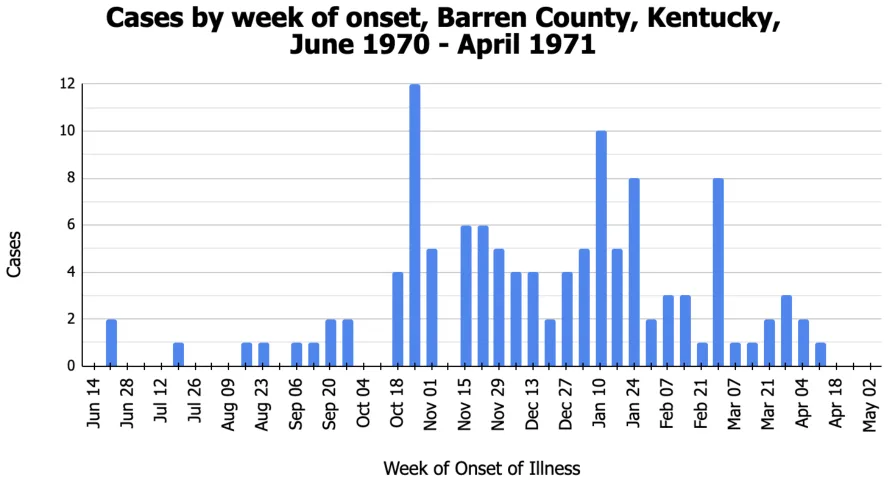 Cases by week of onset, Barren County, Kentucky,
June 1970 - April 1971
12
10
8
6
4
2
0
Cases
Jun 14
Jun 28
Jul 12
Jul 26
Aug 09
Aug 23
Sep 06
Sep 20
Oct 04
Oct 18
Nov 01
Nov 15
Nov 29
Dec 13
Dec 27
Jan 10
Jan 24
Feb 07
Feb 21
Mar 07
Mar 21
Apr 04
Apr 18
May 02
Week of Onset of Illness